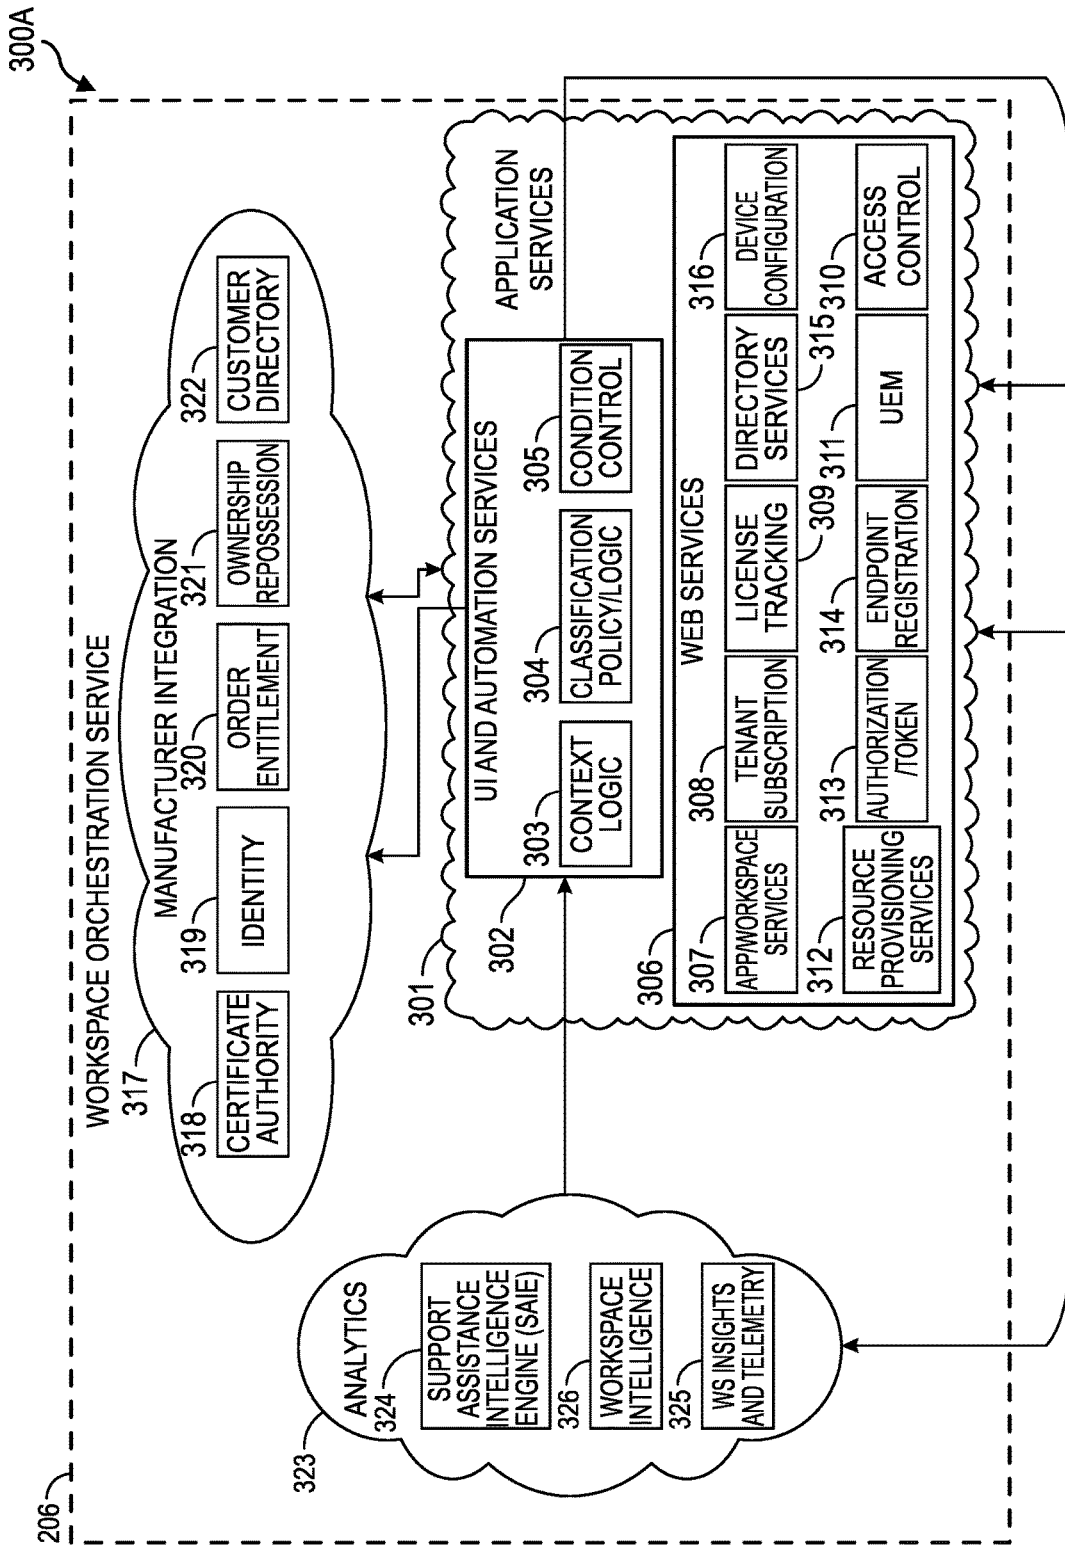 300A
206
WORKSPACE ORCHESTRATION SERVICE
317
MANUFACTURER INTEGRATION
318
CERTIFICATE
AUTHORITY
319
IDENTITY
320
ORDER
ENTITLEMENT
321
OWNERSHIP
REPOSSESSION
322
CUSTOMER
DIRECTORY
323
ANALYTICS
324
SUPPORT
ASSISTANCE
INTELLIGENCE
ENGINE (SAIE)
326
WORKSPACE
INTELLIGENCE
325
WS INSIGHTS
AND TELEMETRY
301
APPLICATION
SERVICES
302
UI AND AUTOMATION SERVICES
303
CONTEXT
LOGIC
304
CLASSIFICATION
POLICY/LOGIC
305
CONDITION
CONTROL
306
WEB SERVICES
307
APP/WORKSPACE
SERVICES
308
TENANT
SUBSCRIPTION
LICENSE
TRACKING
309
DIRECTORY
SERVICES
315
316
DEVICE
CONFIGURATION
312
RESOURCE
PROVISIONING
SERVICES
313
AUTHORIZATION
/TOKEN
314
ENDPOINT
REGISTRATION
311
UEM
310
ACCESS
CONTROL